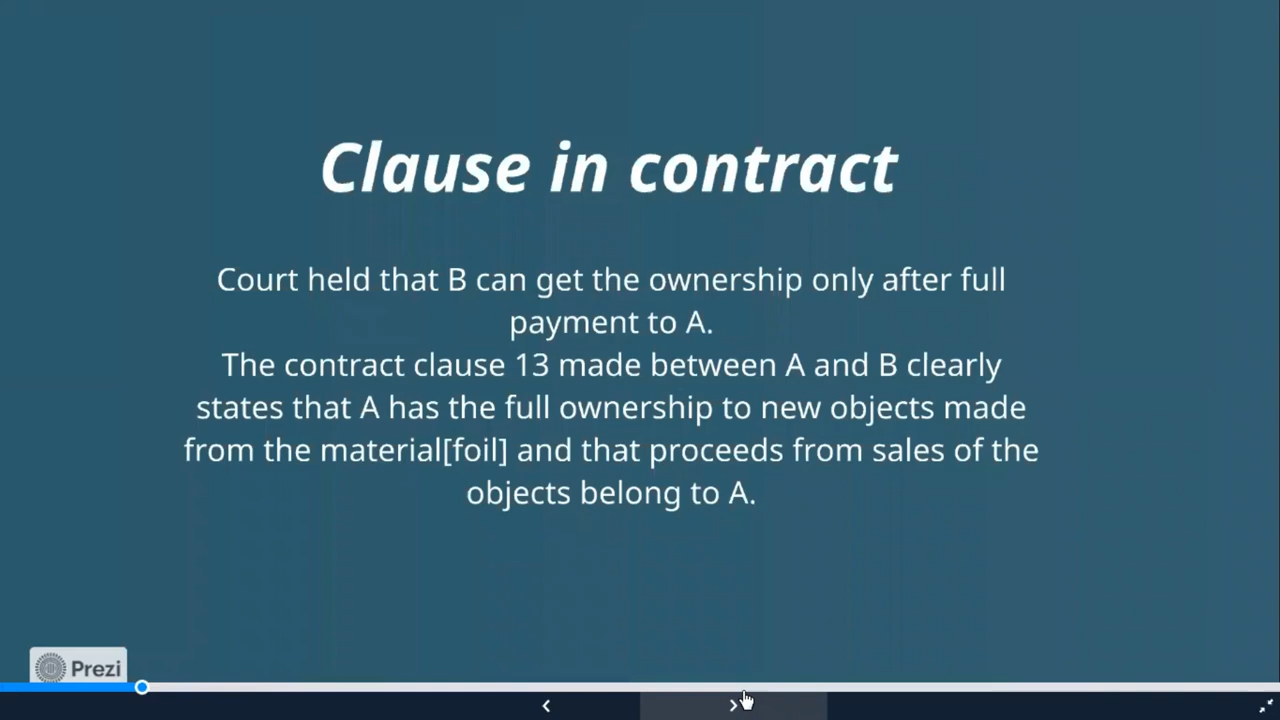 Clause in contract
Court held that B can get the ownership only after full
payment to A.
The contract clause 13 made between A and B clearly
states that A has the full ownership to new objects made
from the material[foil] and that proceeds from sales of the
objects belong to A.
Prezi